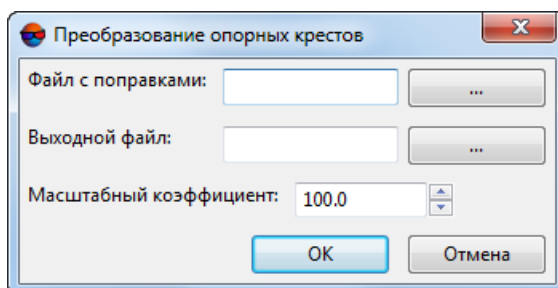 Преобразование опорных крестов
Файл с поправками: ...
Выходной файл: ...
Масштабный коэффициент: 100.0
OK Отмена